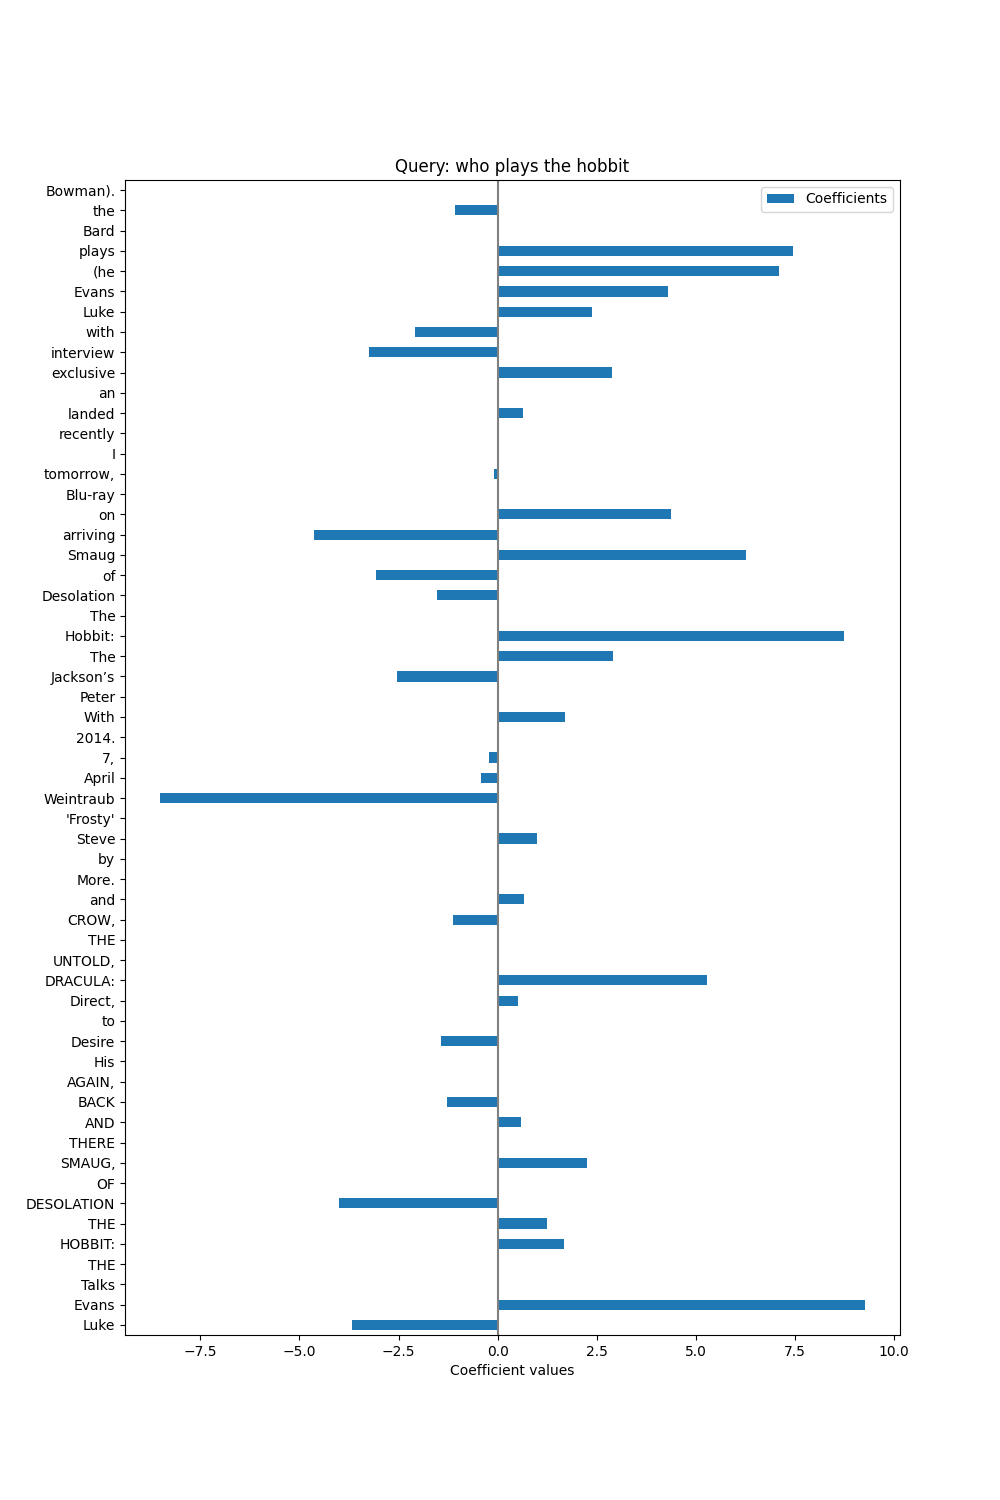 Query: who plays the hobbit
Coefficients
Bowman).
the
Bard
plays
(he
Evans
Luke
with
interview
exclusive
an
landed
recently
I
tomorrow,
Blu-ray
on
arriving
Smaug
of
Desolation
The
Hobbit:
The
Jackson’s
Peter
With
2014.
7,
April
Weintraub
'Frosty'
Steve
by
More.
and
CROW,
THE
UNTOLD,
DRACULA:
Direct,
to
Desire
His
AGAIN,
BACK
AND
THERE
SMAUG,
OF
DESOLATION
THE
HOBBIT:
THE
Talks
Evans
Luke
−7.5 −5.0 −2.5 0.0 2.5 5.0 7.5 10.0
Coefficient values